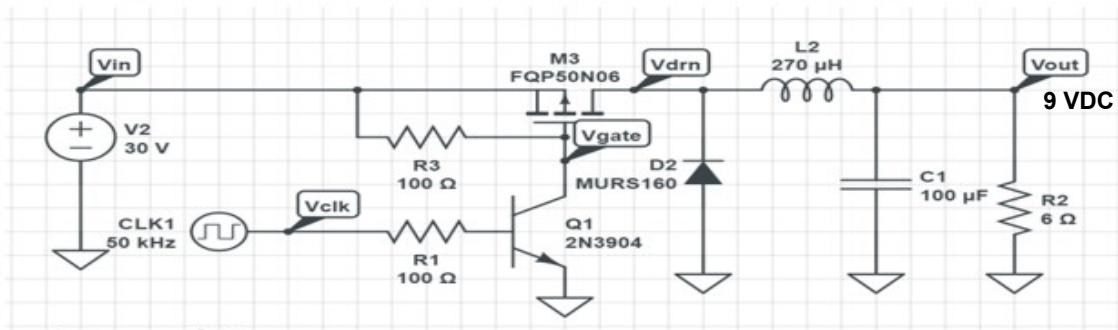 Vin
V2
30 V
CLK1
50 kHz
Vclk
R3
100 Ω
R1
100 Ω
M3
FQP50N06
Vgate
Q1
2N3904
Vdrn
D2
MURS160
L2
270 µH
C1
100 µF
Vout
9 VDC
R2
6 Ω